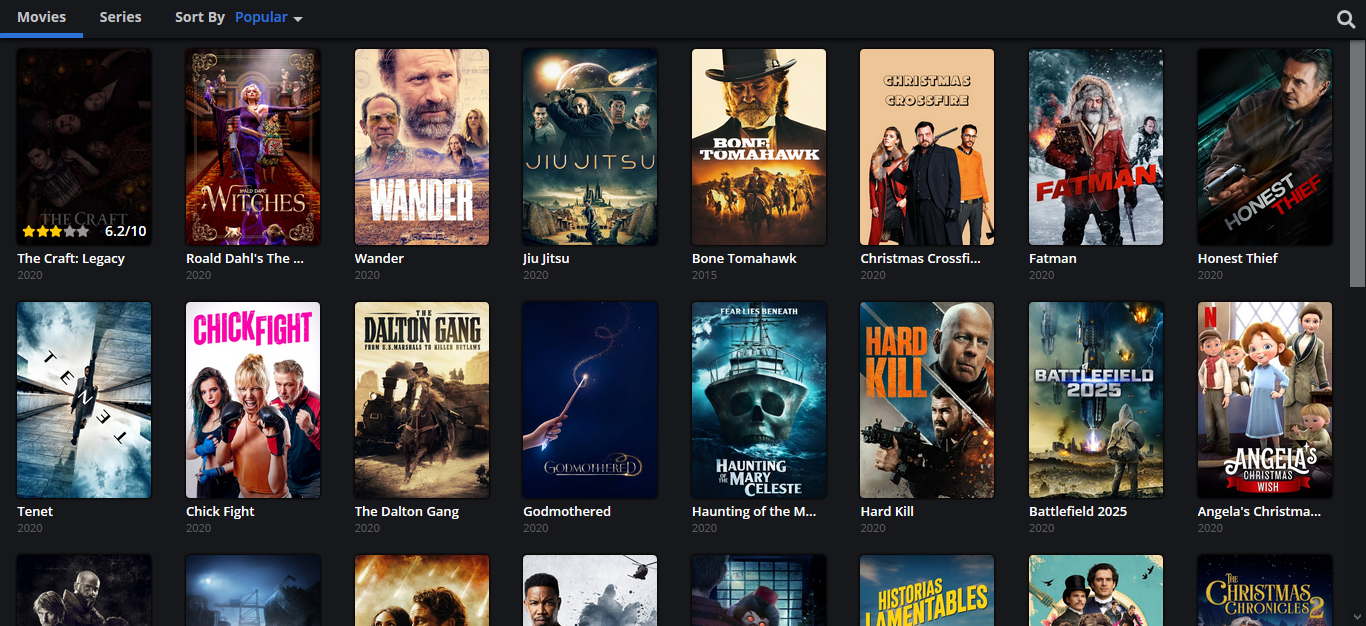 Movies Series Sort By Popular
THE CRAFT
6.2/10
ROALD DAHL'S
WITCHES
WANDER
JIU JITSU
BONE
TOMAHAWK
CHRISTMAS
CROSSFIRE
FATMAN
HONEST
THIEF
The Craft: Legacy
2020
Roald Dahl's The ...
2020
Wander
2020
Jiu Jitsu
2020
Bone Tomahawk
2015
Christmas Crossfi...
2020
Fatman
2020
Honest Thief
2020
TENET
CHICK FIGHT
THE
DALTON GANG
FROM U.S. MARSHALS TO KILLER OUTLAWS
GODMOTHERED
FEAR LIES BENEATH
HAUNTING
OF THE MARY
CELESTE
HARD
KILL
BATTLEFIELD
2025
N
ANGELA'S
CHRISTMAS
WISH
Tenet
2020
Chick Fight
2020
The Dalton Gang
2020
Godmothered
2020
Haunting of the M...
2020
Hard Kill
2020
Battlefield 2025
2020
Angela's Christma...
2020
HISTORIAS
LAMENTABLES
THE
CHRISTMAS
CHRONICLES
2